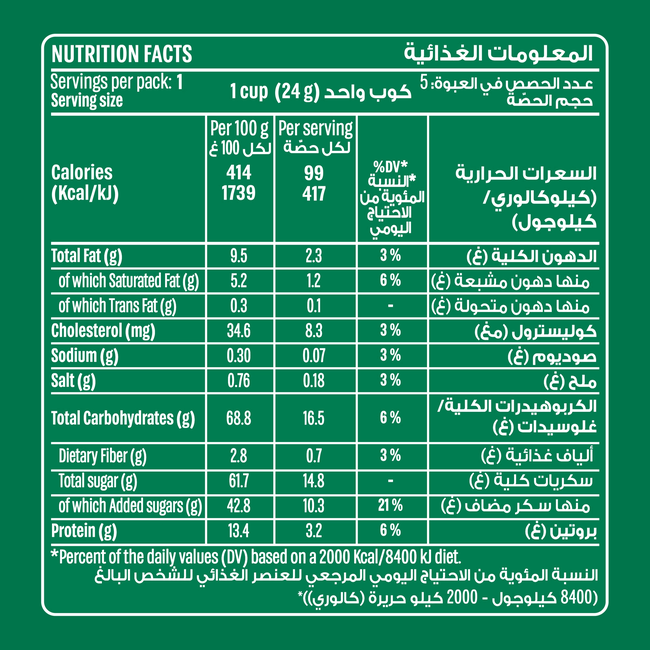 NUTRITION FACTS المعلومات الغذائية
Servings per pack: 1 عدد الحصص في العبوة: 5
Serving size 1 cup (24 g) كوب واحد حجم الحصّة
Per 100 g Per serving
لكل 100 غ لكل حصّة
Calories 414 99 %DV* السعرات الحرارية
(Kcal/kJ) 1739 417 *النسبة المئوية من الاحتياج اليومي (كيلوكالوري/ كيلوجول)
Total Fat (g) 9.5 2.3 3 % الدهون الكلية (غ)
of which Saturated Fat (g) 5.2 1.2 6 % منها دهون مشبعة (غ)
of which Trans Fat (g) 0.3 0.1 - منها دهون متحولة (غ)
Cholesterol (mg) 34.6 8.3 3 % كوليسترول (مغ)
Sodium (g) 0.30 0.07 3 % صوديوم (غ)
Salt (g) 0.76 0.18 3 % ملح (غ)
Total Carbohydrates (g) 68.8 16.5 6 % الكربوهيدرات الكلية/ غلوسيدات (غ)
Dietary Fiber (g) 2.8 0.7 3 % ألياف غذائية (غ)
Total sugar (g) 61.7 14.8 - سكريات كلية (غ)
of which Added sugars (g) 42.8 10.3 21 % منها سكر مضاف (غ)
Protein (g) 13.4 3.2 6 % بروتين (غ)
*Percent of the daily values (DV) based on a 2000 Kcal/8400 kJ diet.
النسبة المئوية من الاحتياج اليومي المرجعي للعنصر الغذائي للشخص البالغ
(8400 كيلوجول - 2000 كيلو حريرة (كالوري))*